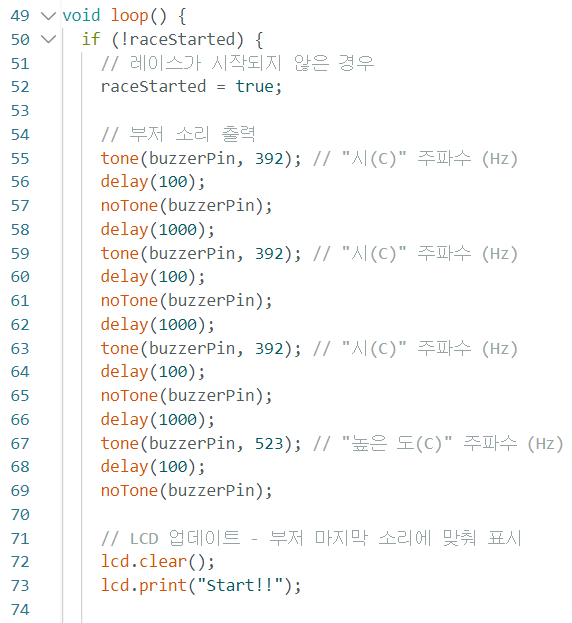 49 void loop() {
50 if (!raceStarted) {
51 // 레이스가 시작되지 않은 경우
52 raceStarted = true;
53
54 // 부저 소리 출력
55 tone(buzzerPin, 392); // "시(C)" 주파수 (Hz)
56 delay(100);
57 noTone(buzzerPin);
58 delay(1000);
59 tone(buzzerPin, 392); // "시(C)" 주파수 (Hz)
60 delay(100);
61 noTone(buzzerPin);
62 delay(1000);
63 tone(buzzerPin, 392); // "시(C)" 주파수 (Hz)
64 delay(100);
65 noTone(buzzerPin);
66 delay(1000);
67 tone(buzzerPin, 523); // "높은 도(C)" 주파수 (Hz)
68 delay(100);
69 noTone(buzzerPin);
70
71 // LCD 업데이트 - 부저 마지막 소리에 맞춰 표시
72 lcd.clear();
73 lcd.print("Start!!");
74